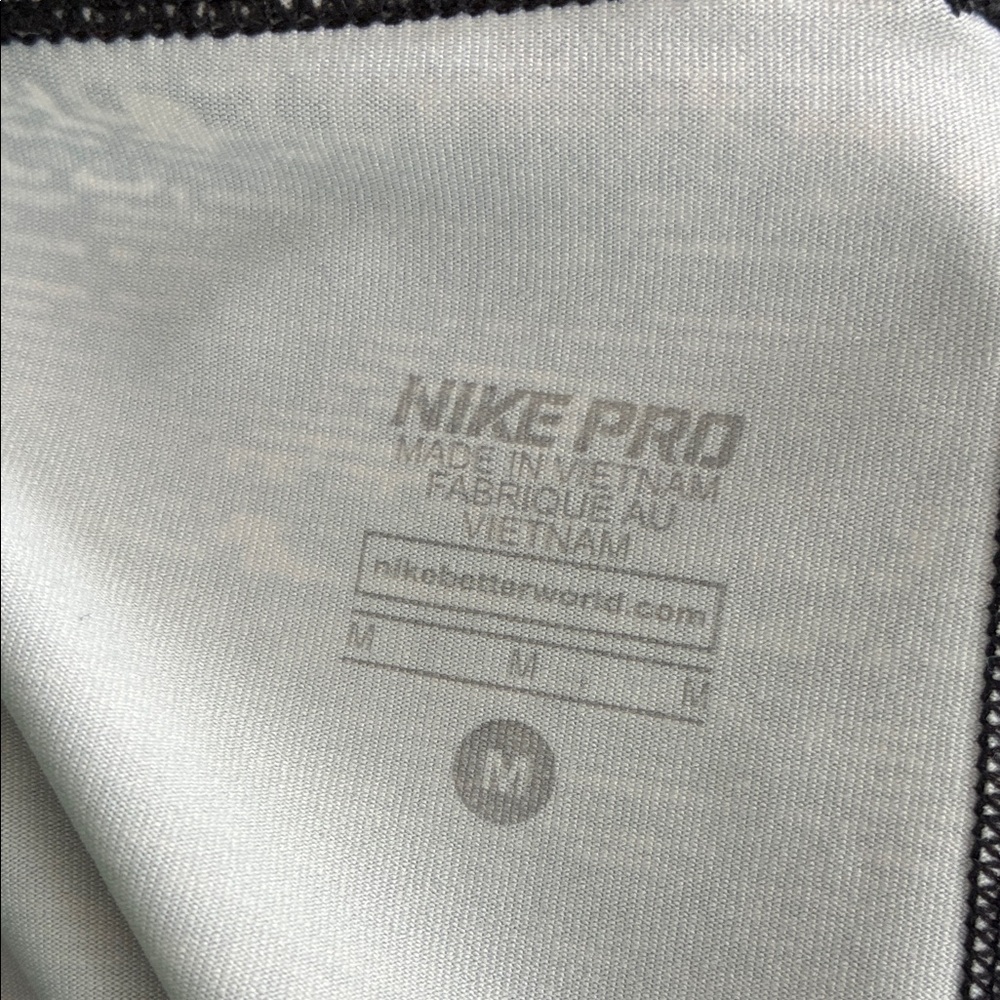 NIKE PRO
MADE IN VIETNAM
FABRIQUE AU
VIETNAM
nikebetterworld.com
M M M
M